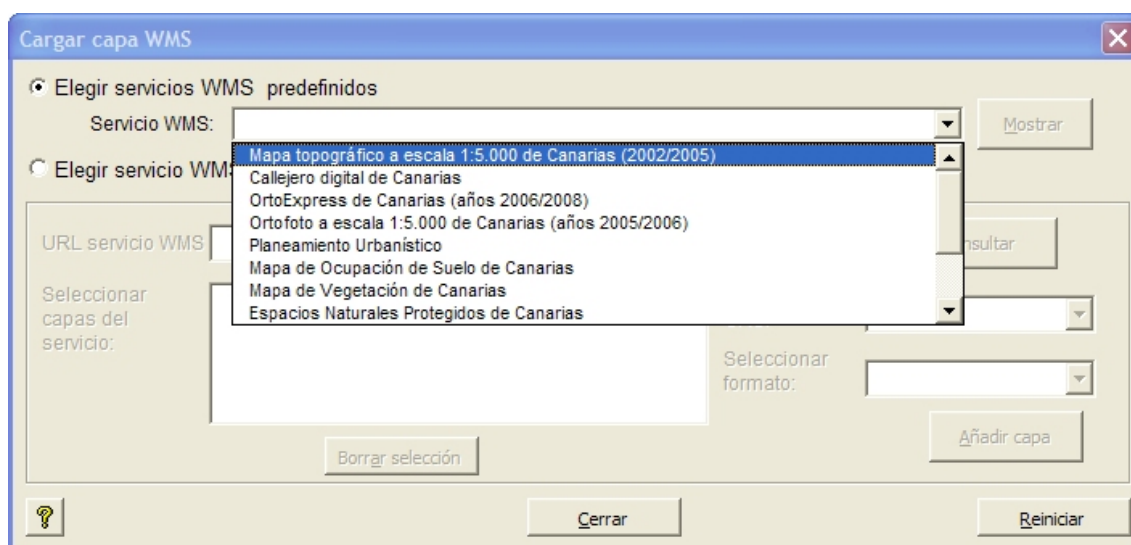 Cargar capa WMS
Elegir servicios WMS predefinidos
Servicio WMS:
Mostrar
Mapa topográfico a escala 1:5.000 de Canarias (2002/2005)
Elegir servicio WMS
Callejero digital de Canarias
OrtoExpress de Canarias (años 2006/2008)
Ortofoto a escala 1:5.000 de Canarias (años 2005/2006)
URL servicio WMS
Planeamiento Urbanístico
Mapa de Ocupación de Suelo de Canarias
Mapa de Vegetación de Canarias
Espacios Naturales Protegidos de Canarias
Seleccionar
capas del
servicio:
Seleccionar
formato:
Añadir capa
Borrar selección
?
Cerrar
Reiniciar